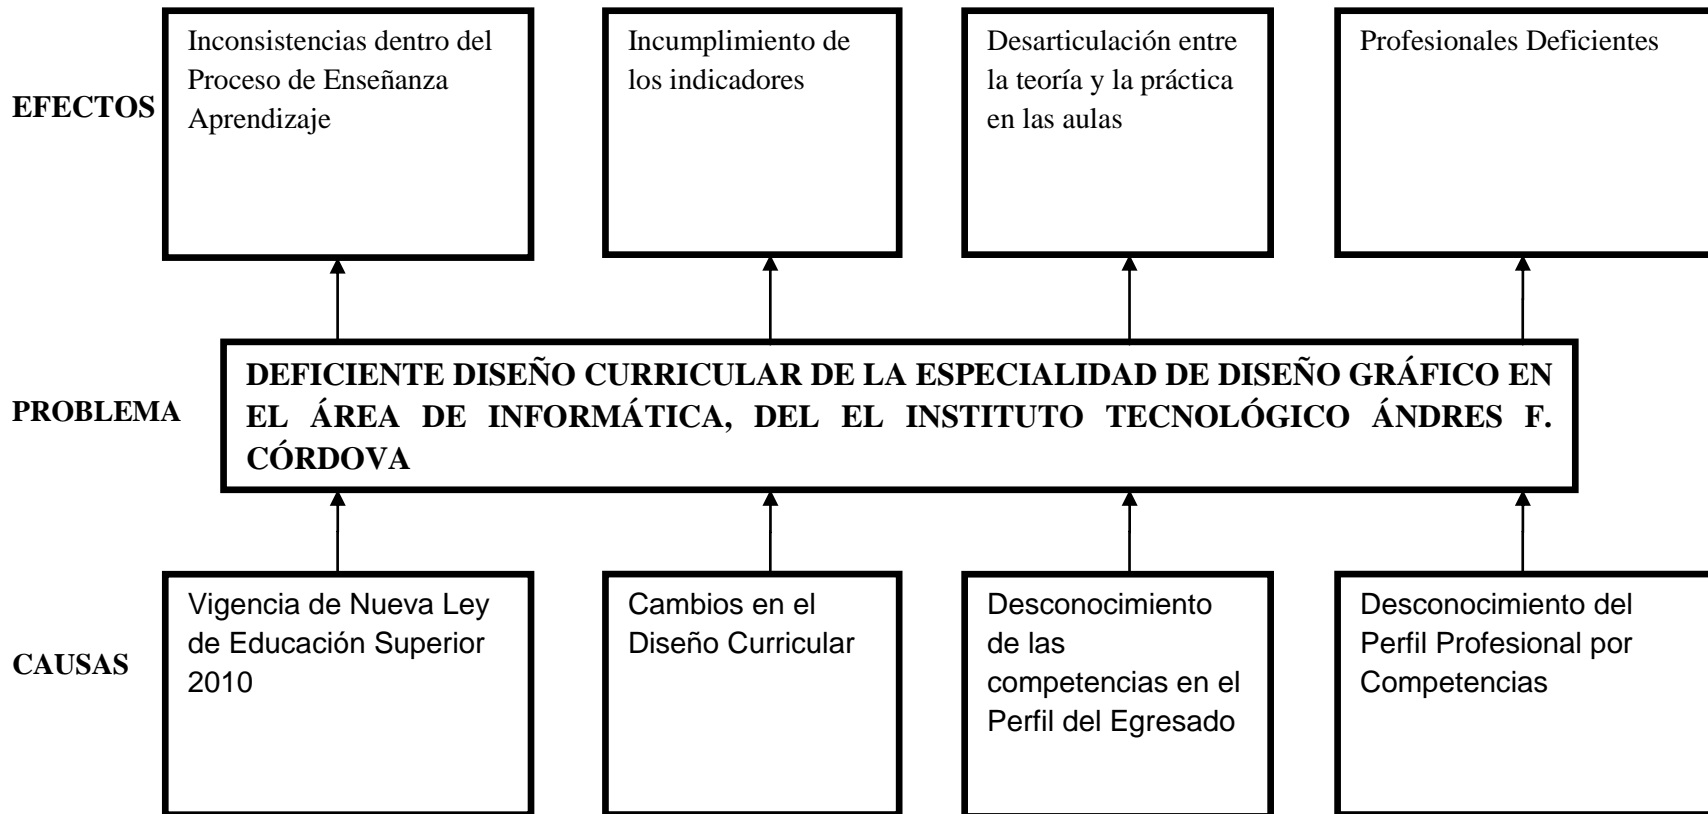 EFECTOS
Inconsistencias dentro del
Proceso de Enseñanza
Aprendizaje
Incumplimiento de
los indicadores
Desarticulación entre
la teoría y la práctica
en las aulas
Profesionales Deficientes
PROBLEMA
DEFICIENTE DISEÑO CURRICULAR DE LA ESPECIALIDAD DE DISEÑO GRÁFICO EN
EL ÁREA DE INFORMÁTICA, DEL EL INSTITUTO TECNOLÓGICO ÁNDRES F.
CÓRDOVA
CAUSAS
Vigencia de Nueva Ley
de Educación Superior
2010
Cambios en el
Diseño Curricular
Desconocimiento
de las
competencias en el
Perfil del Egresado
Desconocimiento del
Perfil Profesional por
Competencias